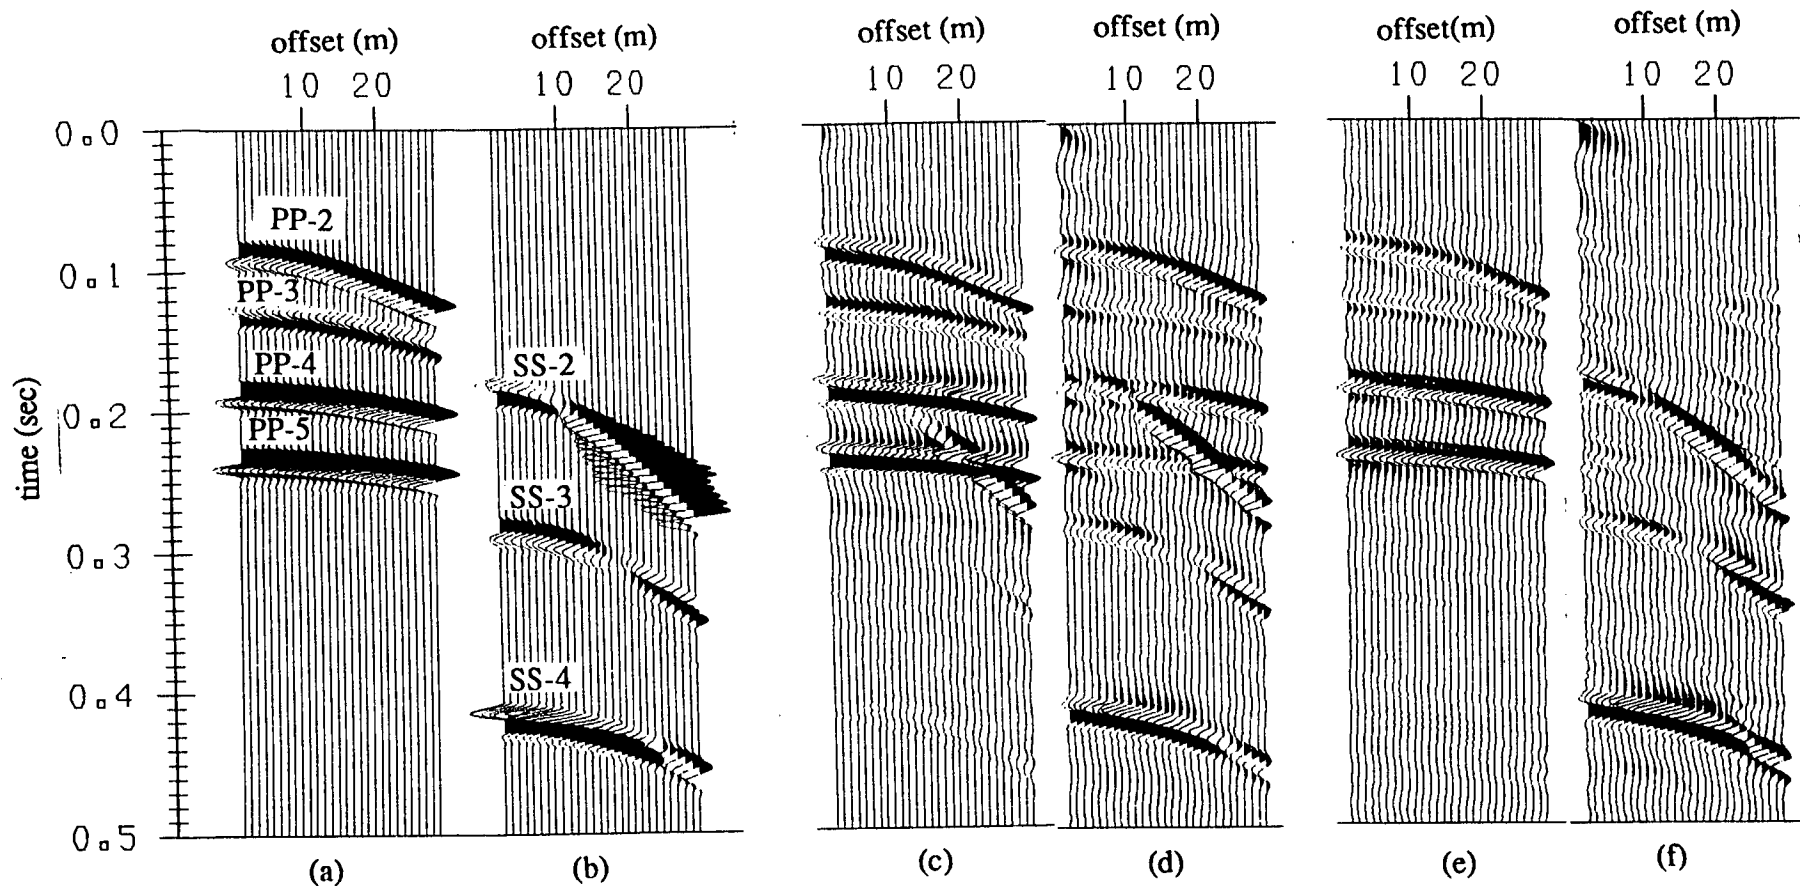 offset (m)
offset (m)
offset (m)
offset (m)
offset(m)
offset (m)
10 20
10 20
10 20
10 20
10 20
10 20
0.0
0.1
0.2
0.3
0.4
0.5
time (sec)
PP-2
PP-3
PP-4
PP-5
SS-2
SS-3
SS-4
(a)
(b)
(c)
(d)
(e)
(f)